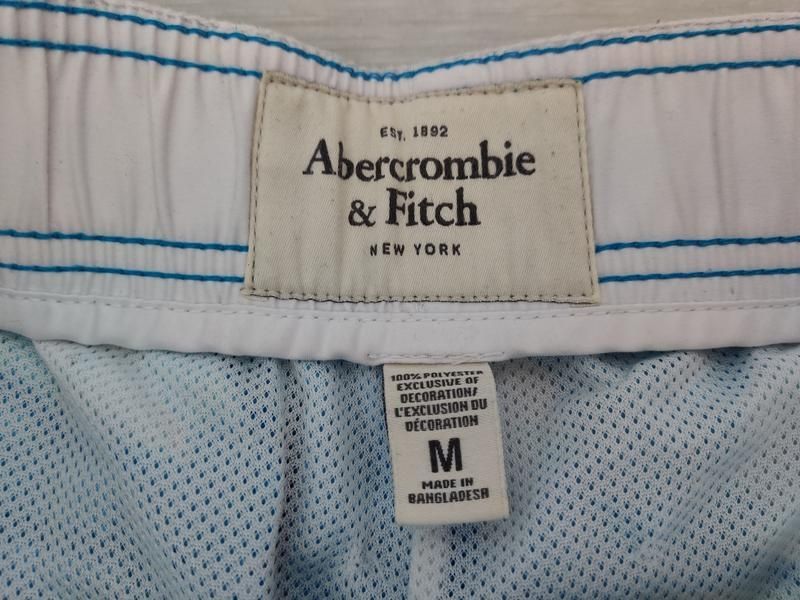 EST. 1892
Abercrombie
& Fitch
NEW YORK
100% POLYESTER
EXCLUSIVE OF
DECORATION/
L'EXCLUSION DU
DÉCORATION
M
MADE IN
BANGLADESH